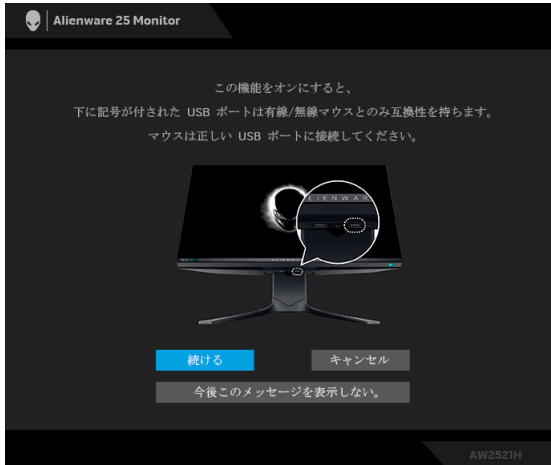 Alienware 25 Monitor
この機能をオンにすると、
下に記号が付された USB ポートは有線/無線マウスとのみ互換性を持ちます。
マウスは正しい USB ポートに接続してください。
LIENWAR
続ける
キャンセル
今後このメッセージを表示しない。
AW2521H